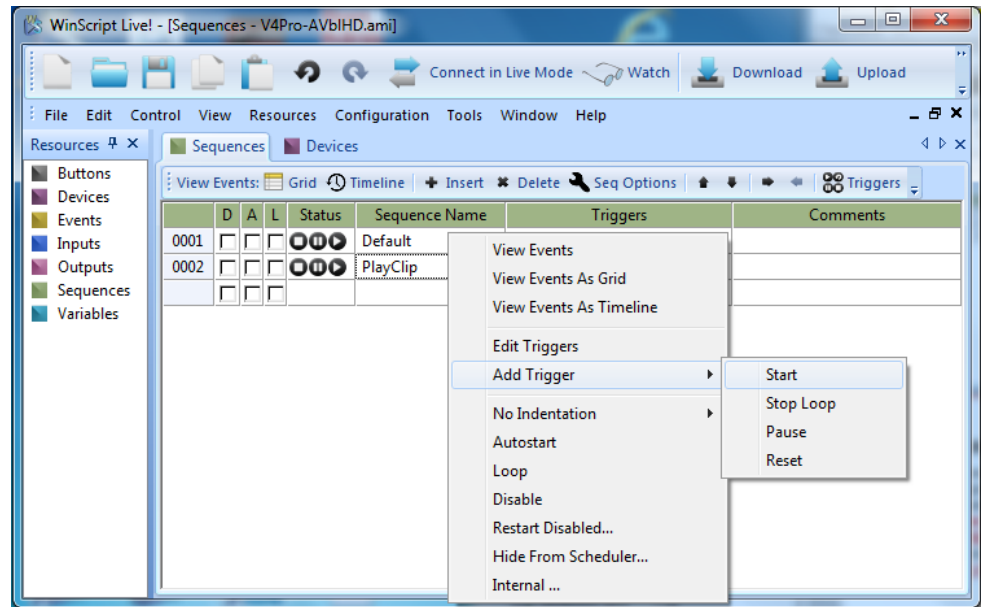 WinScript Live! - [Sequences - V4Pro-AVbIHD.ami]
Connect in Live Mode Watch Download Upload
File Edit Control View Resources Configuration Tools Window Help
Resources
Sequences Devices
Buttons
Devices
Events
Inputs
Outputs
Sequences
Variables
View Events: Grid Timeline Insert Delete Seq Options Triggers
D A L Status Sequence Name Triggers Comments
0001 Default
0002 PlayClip
View Events
View Events As Grid
View Events As Timeline
Edit Triggers
Add Trigger
No Indentation
Autostart
Loop
Disable
Restart Disabled...
Hide From Scheduler...
Internal ...
Start
Stop Loop
Pause
Reset